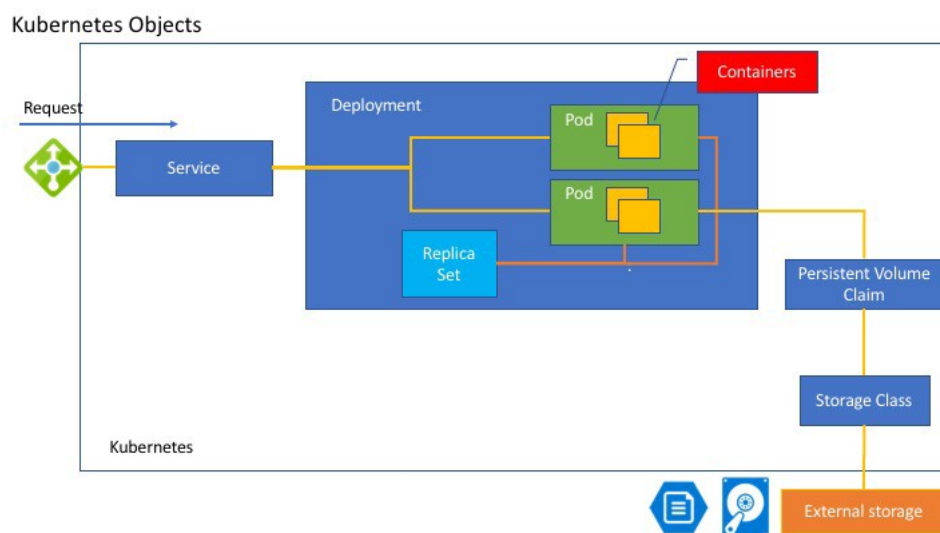 Kubernetes Objects
Containers
Deployment
Request
Pod
Service
Pod
Replica
Set
Persistent Volume
Claim
Storage Class
Kubernetes
External storage